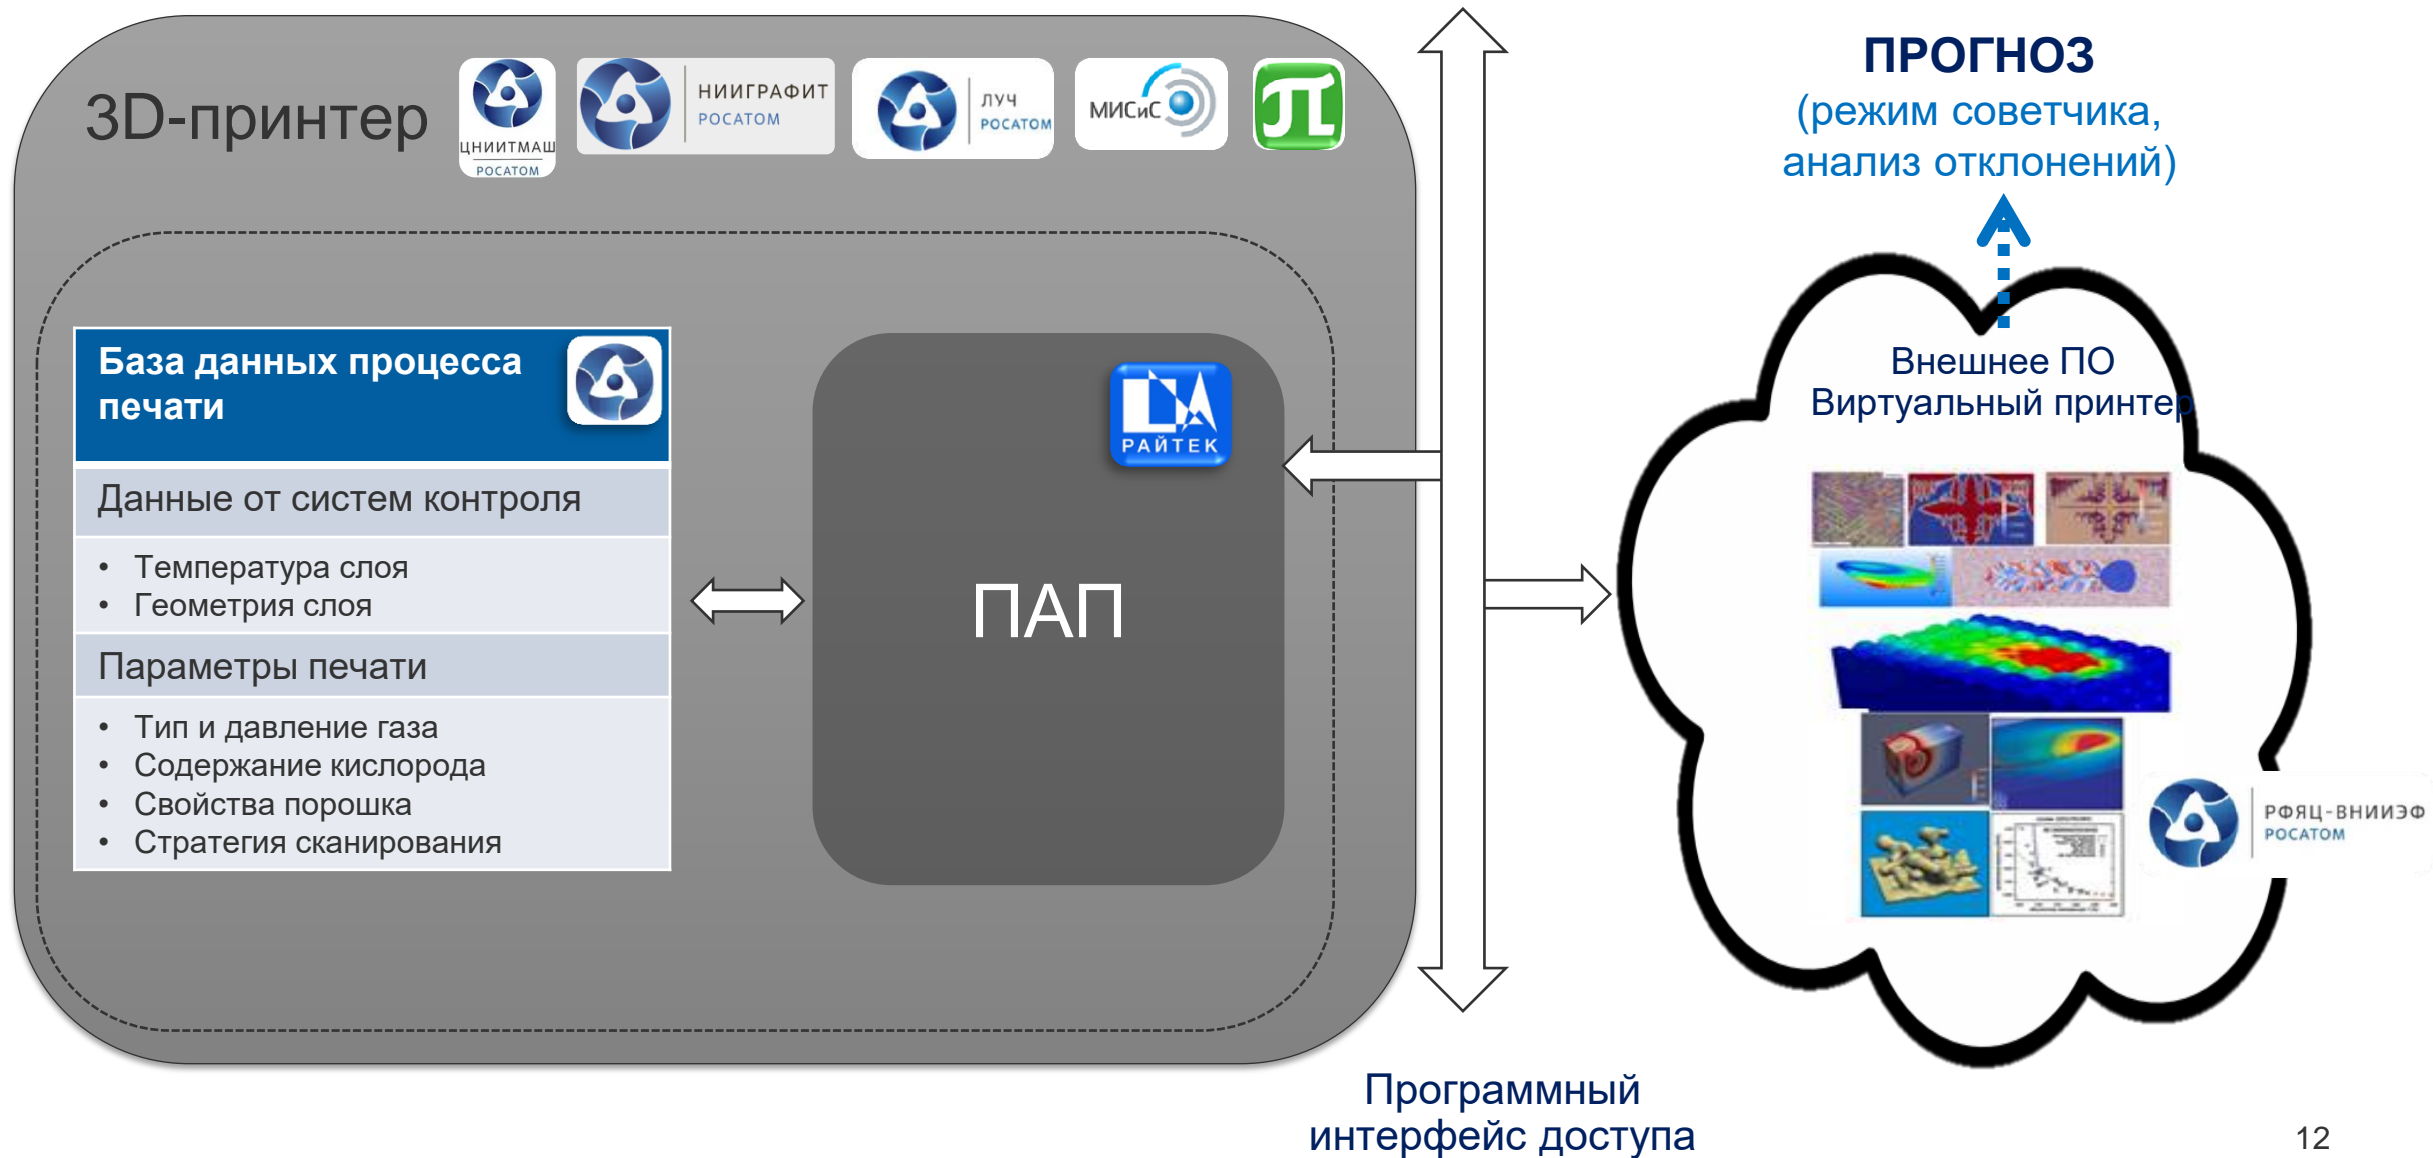 3D-принтер
ЦНИИТМАШ
РОСАТОМ
НИИГРАФИТ
РОСАТОМ
ЛУЧ
РОСАТОМ
МИСиС
π
ПРОГНОЗ
(режим советчика,
анализ отклонений)
База данных процесса
печати
Данные от систем контроля
• Температура слоя
• Геометрия слоя
Параметры печати
• Тип и давление газа
• Содержание кислорода
• Свойства порошка
• Стратегия сканирования
РАЙТЕК
ПАП
Внешнее ПО
Виртуальный принтер
РФЯЦ-ВНИИЭФ
РОСАТОМ
Программный
интерфейс доступа
12